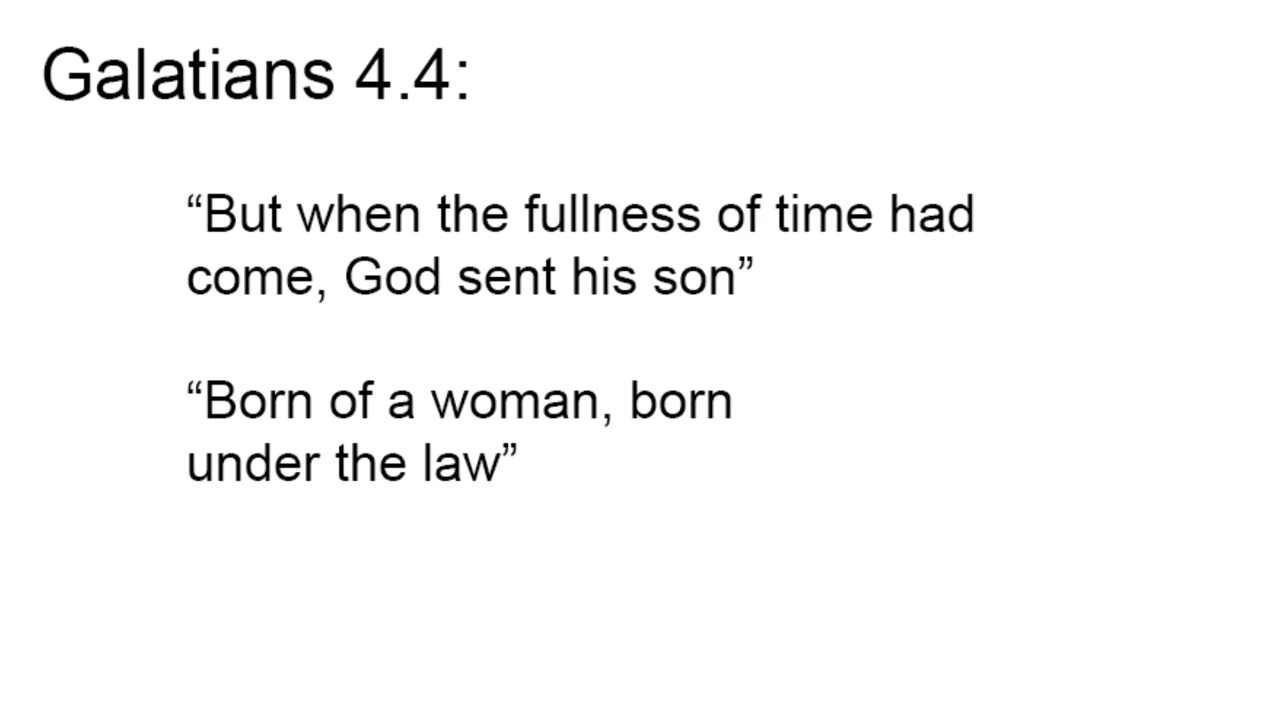 Galatians 4.4:
“But when the fullness of time had
come, God sent his son”
“Born of a woman, born
under the law”